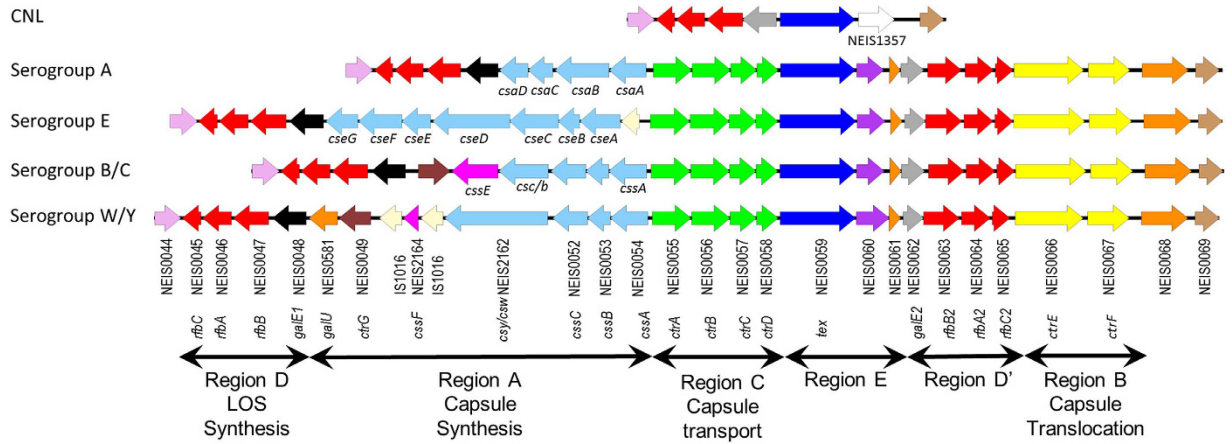 CNL
NEIS1357
Serogroup A
csaD csaC csaB csaA
Serogroup E
cseG cseF cseE cseD cseC cseB cseA
Serogroup B/C
cssE csc/b cssA
Serogroup W/Y
NEIS0044 NEIS0045 NEIS0046 NEIS0047 NEIS0048 NEIS0581 NEIS0049 IS1016 NEIS2164 IS1016 NEIS2162 NEIS0052 NEIS0053 NEIS0054 NEIS0055 NEIS0056 NEIS0057 NEIS0058 NEIS0059 NEIS0060 NEIS0061 NEIS0062 NEIS0063 NEIS0064 NEIS0065 NEIS0066 NEIS0067 NEIS0068 NEIS0069
rfbC rfbA rfbB galE1 galU ctrG cssF csy/csw cssC cssB cssA ctrA ctrB ctrC ctrD tex galE2 rfbB2 rfbA2 rfbC2 ctrE ctrF
Region D
LOS
Synthesis
Region A
Capsule
Synthesis
Region C
Capsule
transport
Region E
Region D’
Region B
Capsule
Translocation